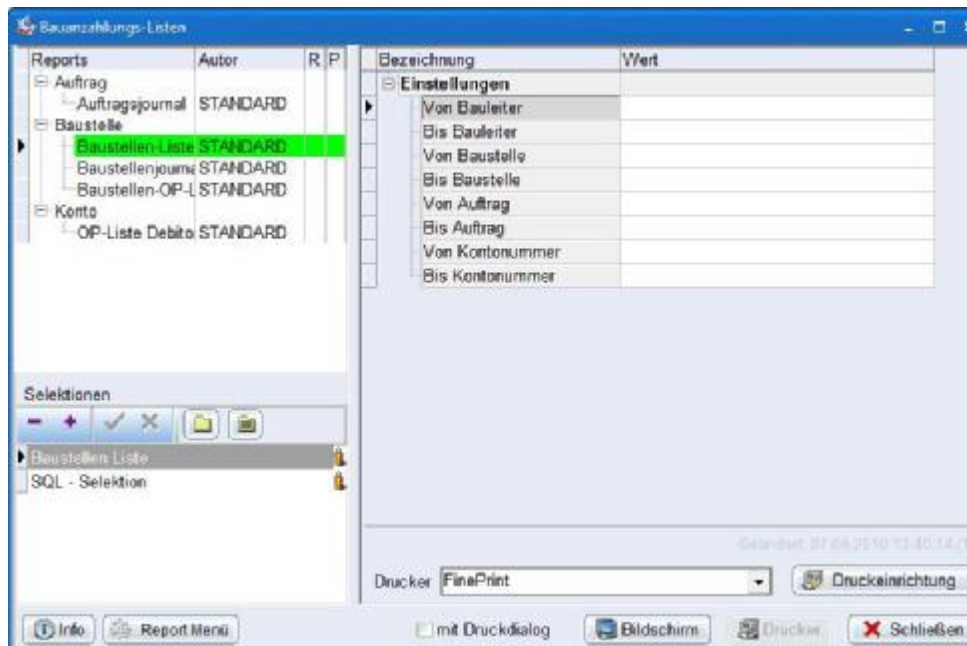 Bauanzahlungs-Listen
Reports Autor R P
Auftrag
Auftragsjournal STANDARD
Baustelle
Baustellen-Liste STANDARD
Baustellenjourna STANDARD
Baustellen-OP-L STANDARD
Konto
OP-Liste Debito STANDARD
Selektionen
Baustellen Liste
SQL - Selektion
Bezeichnung Wert
Einstellungen
Von Bauleiter
Bis Bauleiter
Von Baustelle
Bis Baustelle
Von Auftrag
Bis Auftrag
Von Kontonummer
Bis Kontonummer
Geändert:
Drucker FinePrint Druckeinrichtung
Info Report Menü mit Druckdialog Bildschirm Drucker Schließen